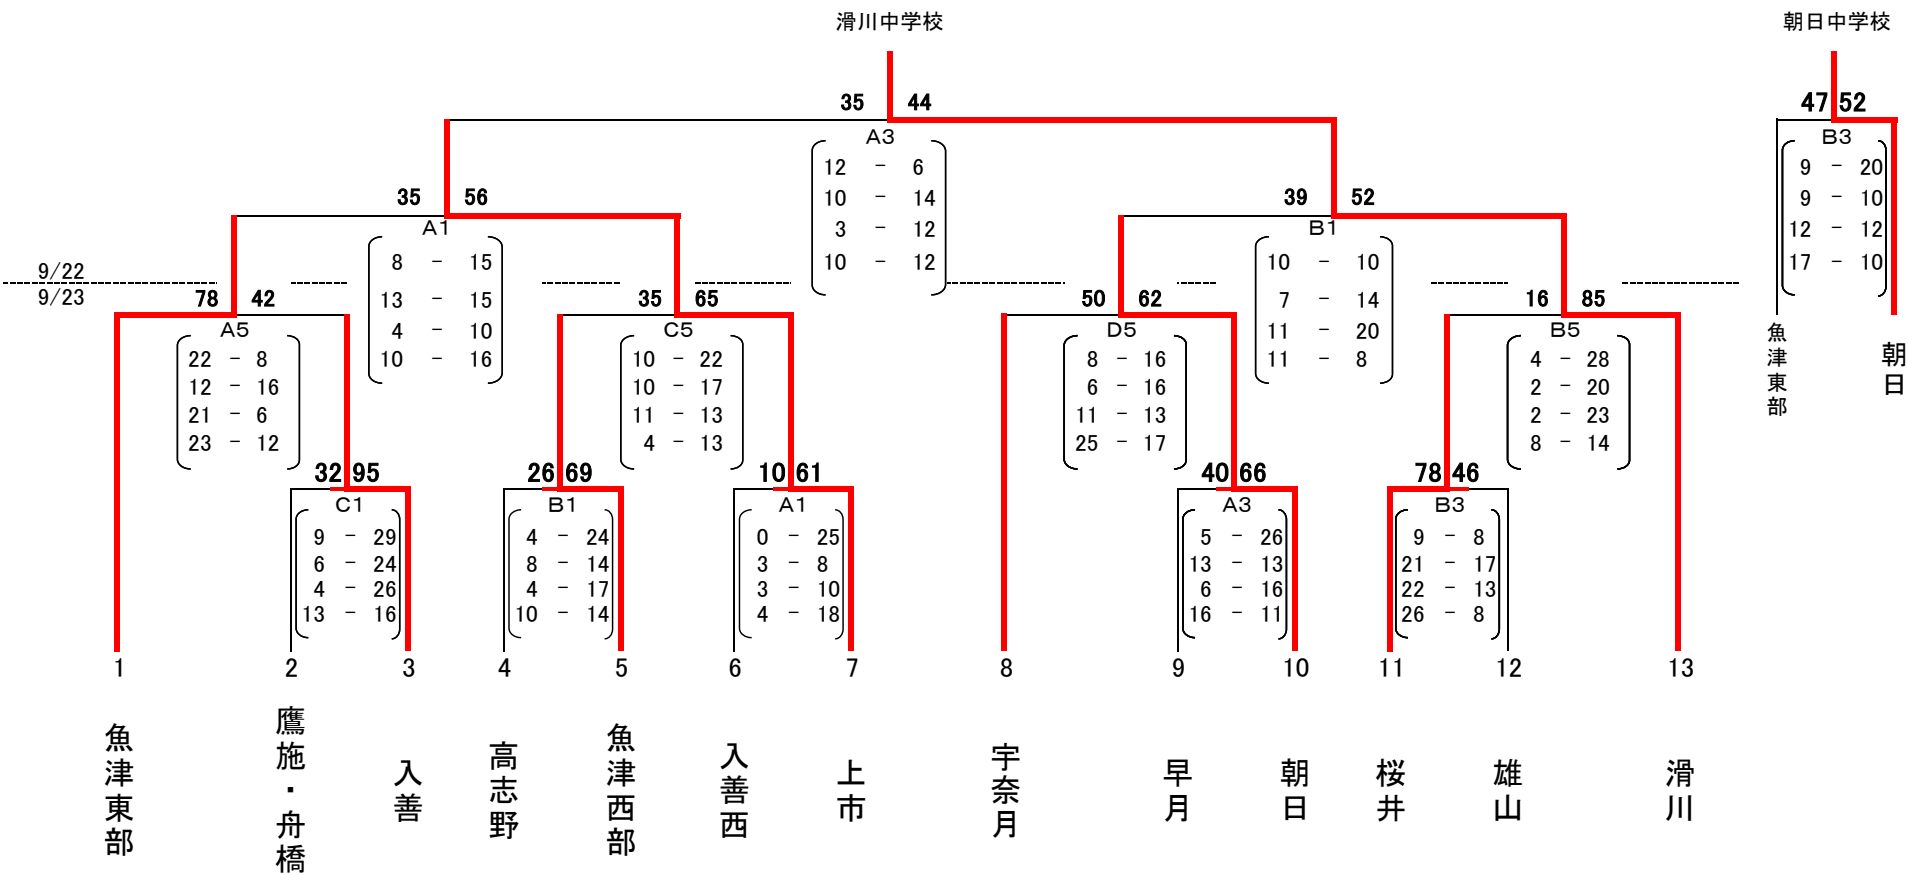 滑川中学校
朝日中学校
35 44
47 52
A3
12 - 6
10 - 14
3 - 12
10 - 12
B3
9 - 20
9 - 10
12 - 12
17 - 10
魚津東部
朝日
35 56
A1
8 - 15
13 - 15
4 - 10
10 - 16
39 52
B1
10 - 10
7 - 14
11 - 20
11 - 8
9/22
9/23
78 42
A5
22 - 8
12 - 16
21 - 6
23 - 12
35 65
C5
10 - 22
10 - 17
11 - 13
4 - 13
50 62
D5
8 - 16
6 - 16
11 - 13
25 - 17
16 85
B5
4 - 28
2 - 20
2 - 23
8 - 14
32 95
C1
9 - 29
6 - 24
4 - 26
13 - 16
26 69
B1
4 - 24
8 - 14
4 - 17
10 - 14
10 61
A1
0 - 25
3 - 8
3 - 10
4 - 18
40 66
A3
5 - 26
13 - 13
6 - 16
16 - 11
78 46
B3
9 - 8
21 - 17
22 - 13
26 - 8
1 2 3 4 5 6 7 8 9 10 11 12 13
魚津東部
鷹施・舟橋
入善
高志野
魚津西部
入善西
上市
宇奈月
早月
朝日
桜井
雄山
滑川